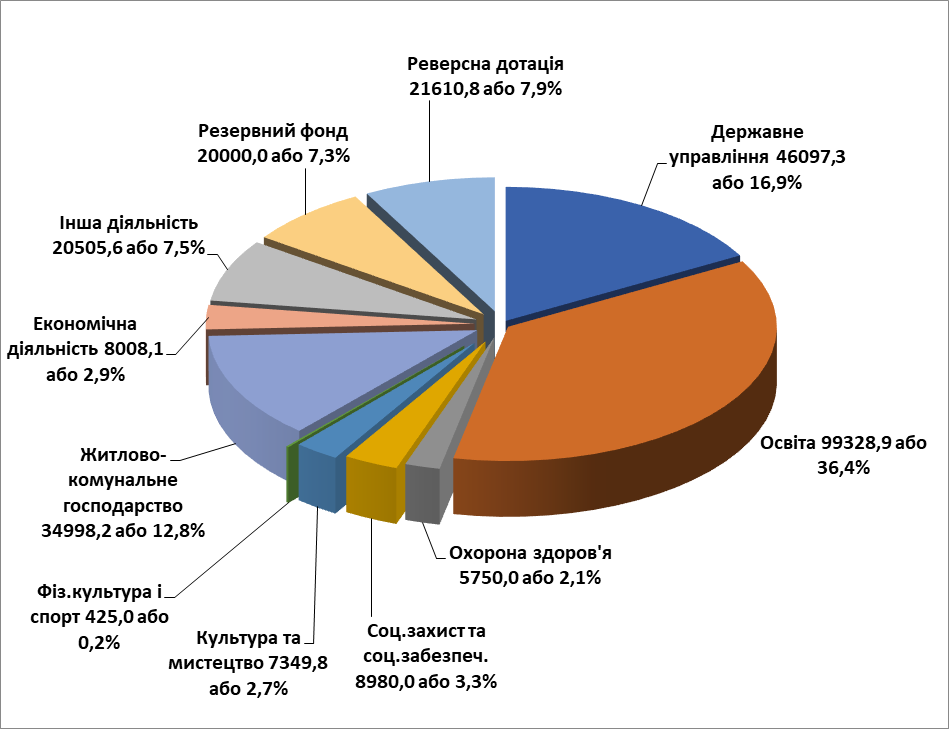 Реверсна дотація
21610,8 або 7,9%
Державне
управління 46097,3
або 16,9%
Резервний фонд
20000,0 або 7,3%
Інша діяльність
20505,6 або 7,5%
Економічна
діяльність 8008,1
або 2,9%
Освіта 99328,9 або
36,4%
Житлово-
комунальне
господарство
34998,2 або 12,8%
Охорона здоров'я
5750,0 або 2,1%
Фіз.культура і
спорт 425,0 або
0,2%
Культура та
мистецтво 7349,8
або 2,7%
Соц.захист та
соц.забезпеч.
8980,0 або 3,3%